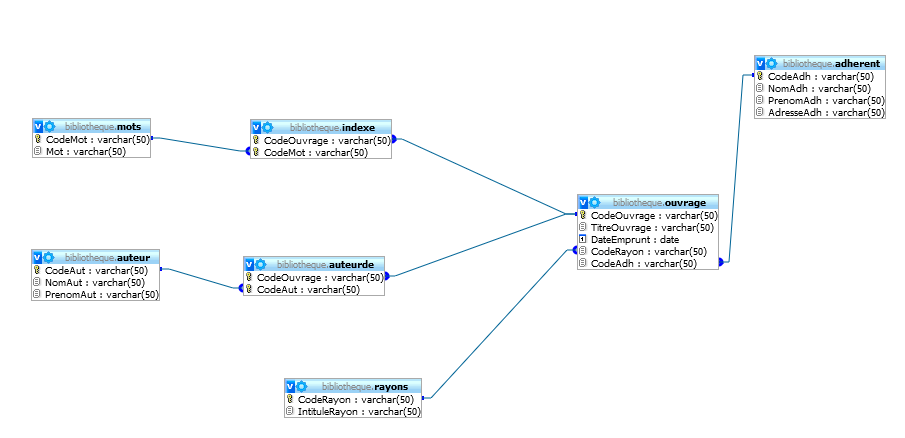 bibliotheque.adherent
CodeAdh : varchar(50)
NomAdh : varchar(50)
PrenomAdh : varchar(50)
AdresseAdh : varchar(50)
bibliotheque.mots
CodeMot : varchar(50)
Mot : varchar(50)
bibliotheque.indexe
CodeOuvrage : varchar(50)
CodeMot : varchar(50)
bibliotheque.ouvrage
CodeOuvrage : varchar(50)
TitreOuvrage : varchar(50)
DateEmprunt : date
CodeRayon : varchar(50)
CodeAdh : varchar(50)
bibliotheque.auteur
CodeAut : varchar(50)
NomAut : varchar(50)
PrenomAut : varchar(50)
bibliotheque.auteurde
CodeOuvrage : varchar(50)
CodeAut : varchar(50)
bibliotheque.rayons
CodeRayon : varchar(50)
IntituleRayon : varchar(50)